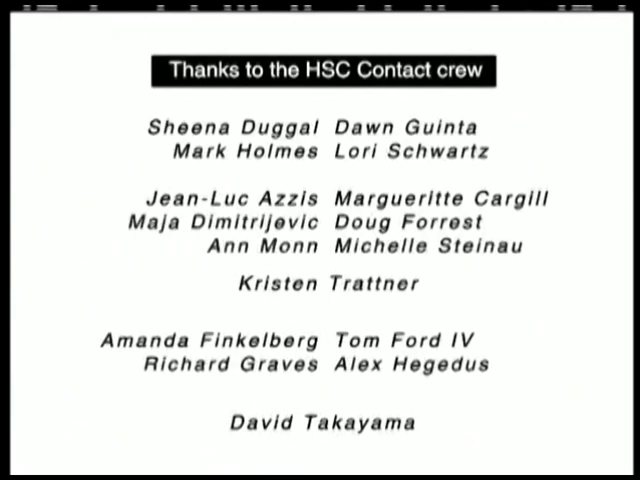 Thanks to the HSC Contact crew
Sheena Duggal Dawn Guinta
Mark Holmes Lori Schwartz
Jean-Luc Azzis Margueritte Cargill
Maja Dimitrijevic Doug Forrest
Ann Monn Michelle Steinau
Kristen Trattner
Amanda Finkelberg Tom Ford IV
Richard Graves Alex Hegedus
David Takayama